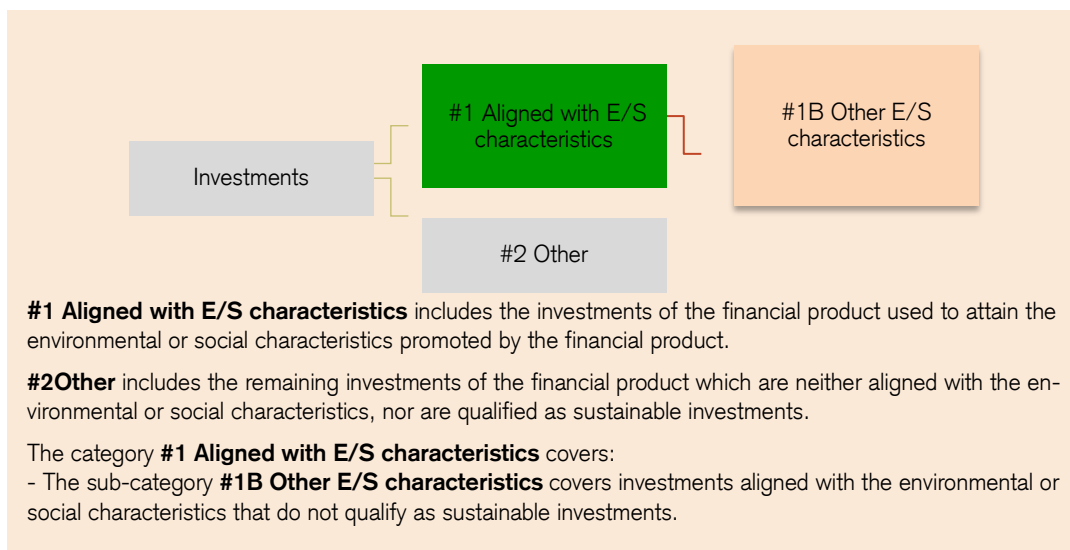 #1 Aligned with E/S
characteristics
#1B Other E/S
characteristics
Investments
#2 Other
#1 Aligned with E/S characteristics includes the investments of the financial product used to attain the
environmental or social characteristics promoted by the financial product.
#2Other includes the remaining investments of the financial product which are neither aligned with the en-
vironmental or social characteristics, nor are qualified as sustainable investments.
The category #1 Aligned with E/S characteristics covers:
- The sub-category #1B Other E/S characteristics covers investments aligned with the environmental or
social characteristics that do not qualify as sustainable investments.